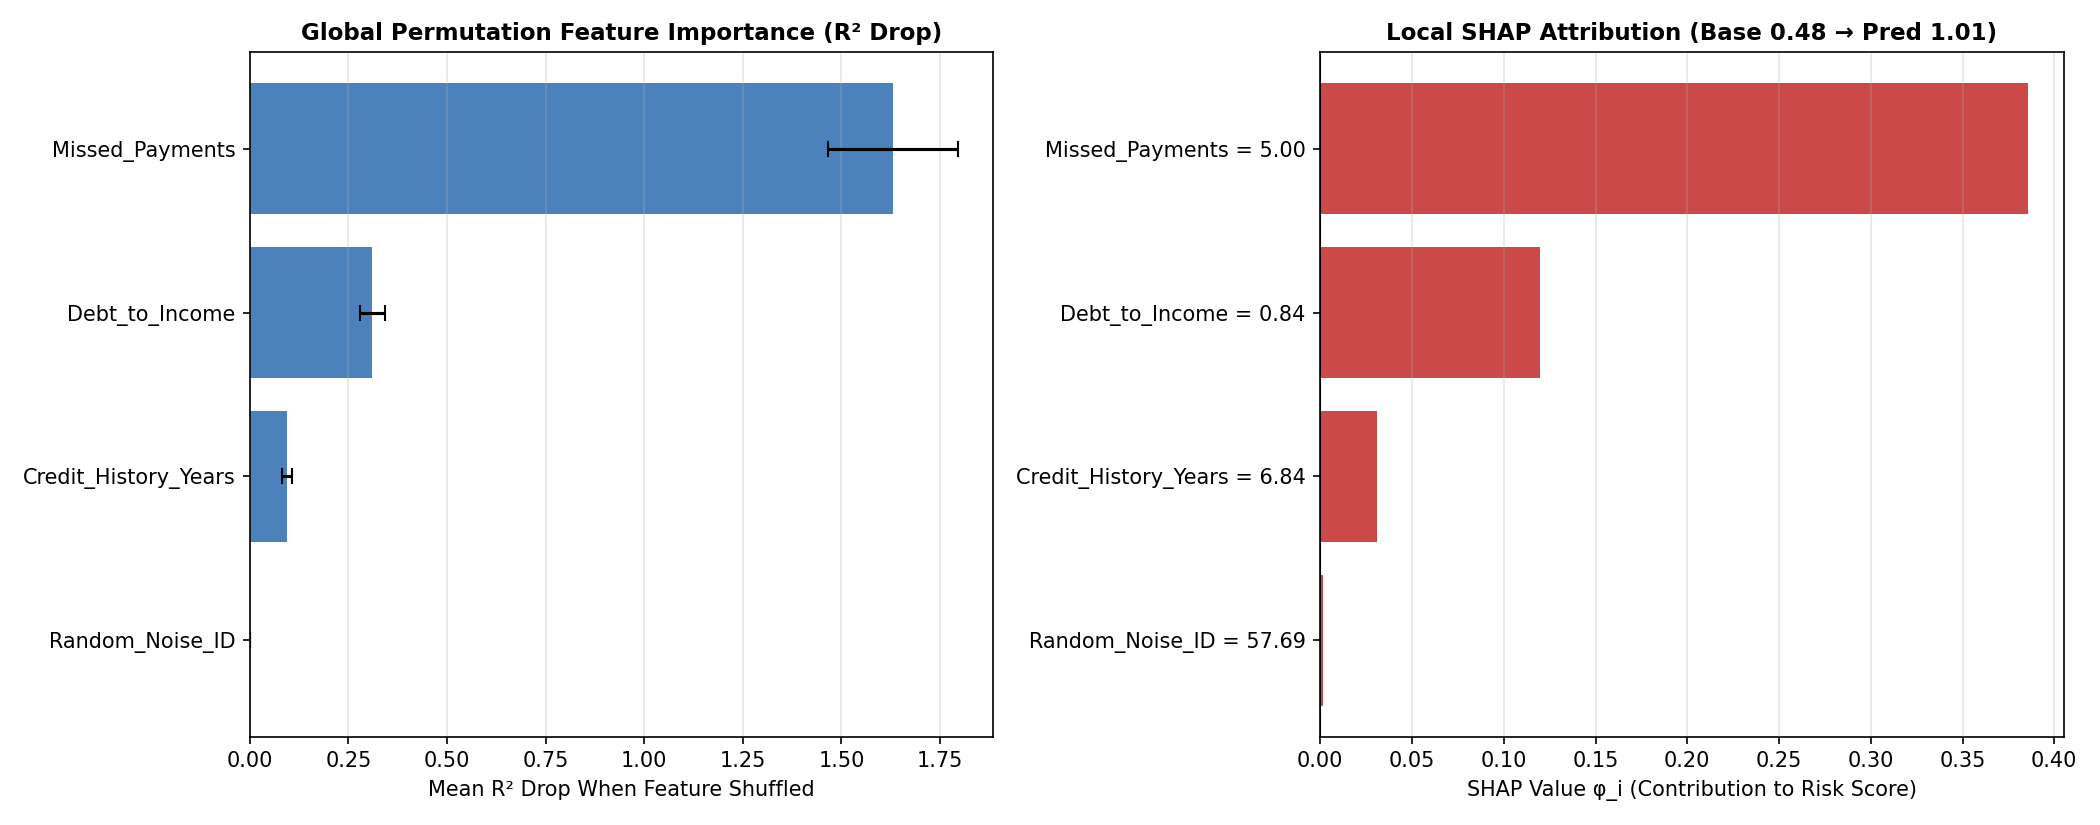 Global Permutation Feature Importance (R² Drop)
Missed_Payments
Debt_to_Income
Credit_History_Years
Random_Noise_ID
0.00 0.25 0.50 0.75 1.00 1.25 1.50 1.75
Mean R² Drop When Feature Shuffled
Local SHAP Attribution (Base 0.48 → Pred 1.01)
Missed_Payments = 5.00
Debt_to_Income = 0.84
Credit_History_Years = 6.84
Random_Noise_ID = 57.69
0.00 0.05 0.10 0.15 0.20 0.25 0.30 0.35 0.40
SHAP Value φ_i (Contribution to Risk Score)